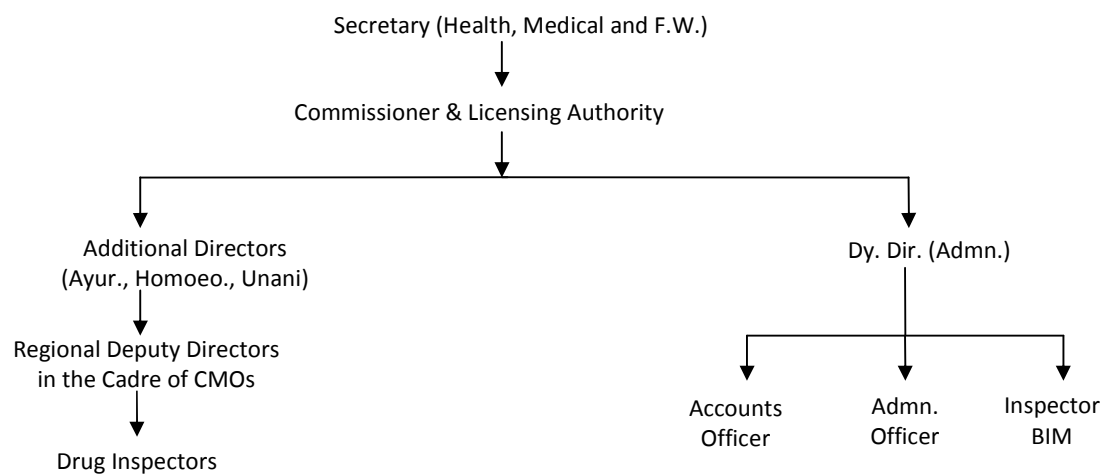 Secretary (Health, Medical and F.W.)
Commissioner & Licensing Authority
Additional Directors
(Ayur., Homoeo., Unani)
Dy. Dir. (Admn.)
Regional Deputy Directors
in the Cadre of CMOs
Drug Inspectors
Accounts
Officer
Admn.
Officer
Inspector
BIM